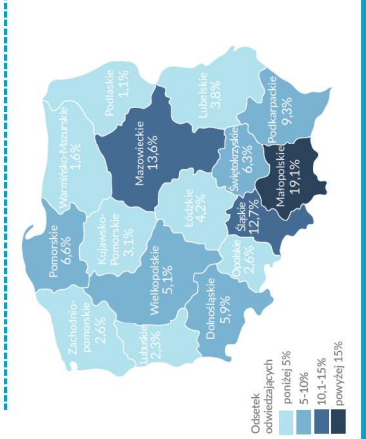 Zachodnio-
pomorskie
2,6%
Pomorskie
6,6%
Warmińsko-Mazurskie
1,6%
Podlaskie
1,1%
Lubuskie
2,3%
Wielkopolskie
5,1%
Kujawsko-
Pomorskie
3,1%
Mazowieckie
13,6%
Łódzkie
4,2%
Lubelskie
3,8%
Dolnośląskie
5,9%
Opolskie
2,6%
Śląskie
12,7%
Świętokrzyskie
6,3%
Małopolskie
19,1%
Podkarpackie
9,3%
Odsetek
odwiedzających
poniżej 5%
5-10%
10,1-15%
powyżej 15%